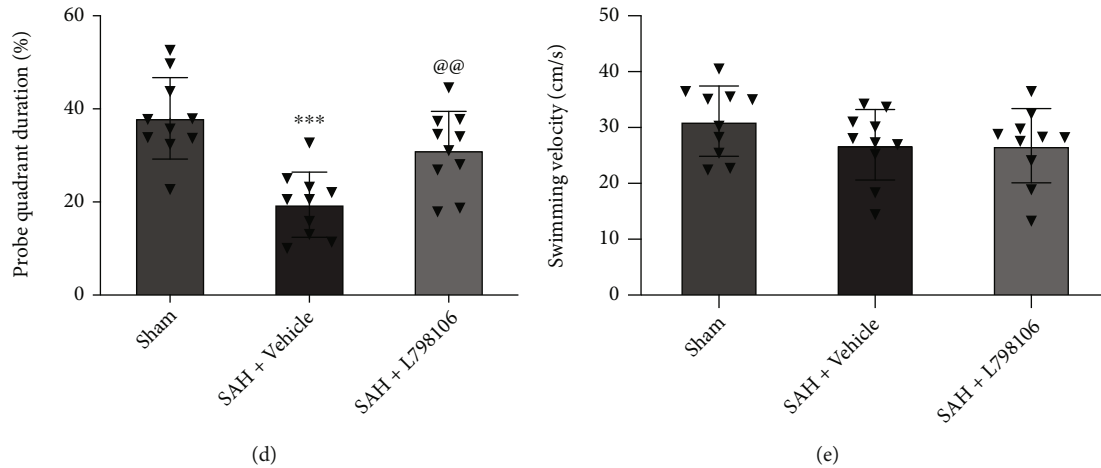 Probe quadrant duration (%)
60
40
20
0
***
@@
Sham
SAH + Vehicle
SAH + L798106
(d)
Swimming velocity (cm/s)
50
40
30
20
10
0
Sham
SAH + Vehicle
SAH + L798106
(e)